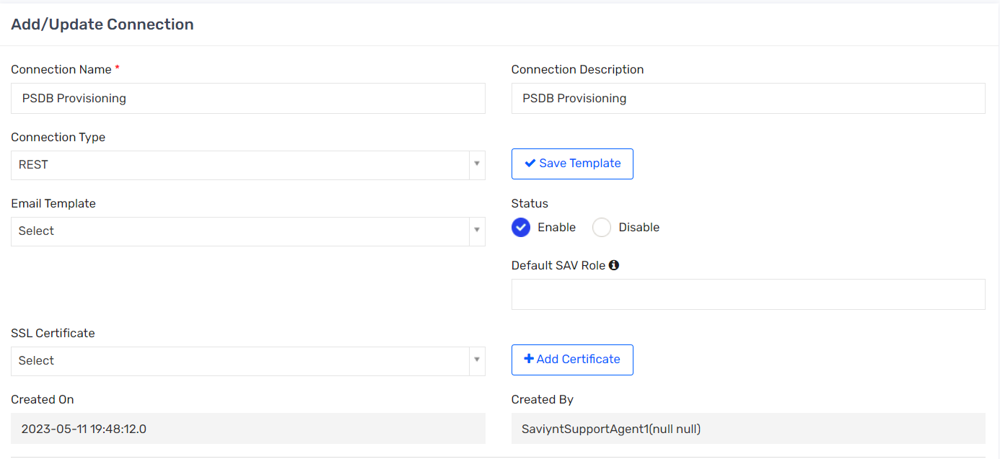 Add/Update Connection
Connection Name *
Connection Description
PSDB Provisioning
PSDB Provisioning
Connection Type
REST
Save Template
Email Template
Status
Select
Enable
Disable
Default SAV Role
SSL Certificate
Select
Add Certificate
Created On
Created By
2023-05-11 19:48:12.0
SaviyntSupportAgent1(null null)